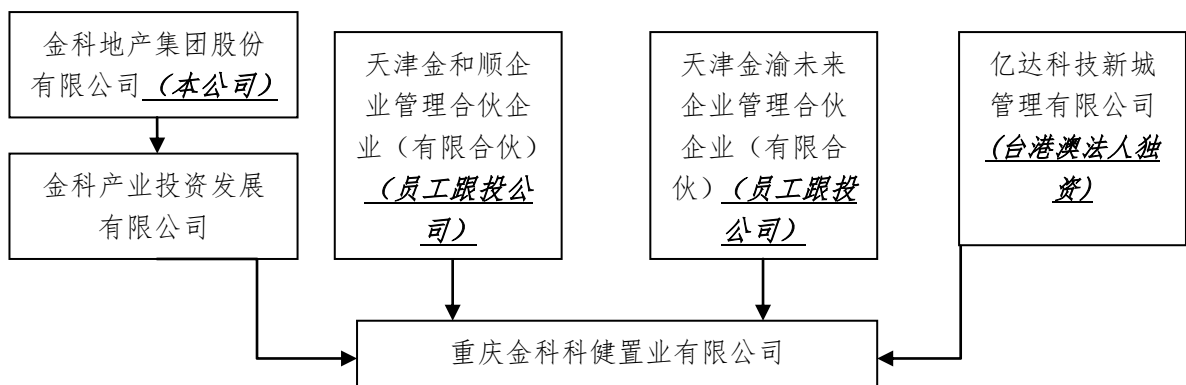 金科地产集团股份
有限公司（本公司）
金科产业投资发展
有限公司
天津金和顺企
业管理合伙企
业（有限合伙）
（员工跟投公
司）
天津金渝未来
企业管理合伙
企业（有限合
伙）（员工跟投
公司）
亿达科技新城
管理有限公司
（台港澳法人独
资）
重庆金科科健置业有限公司